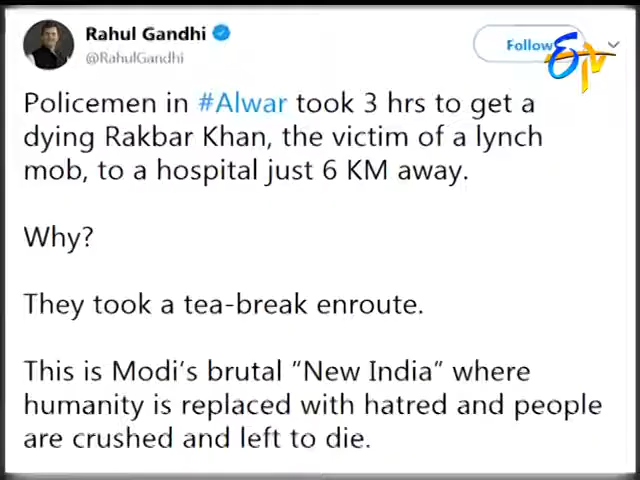 Rahul Gandhi
@RahulGandhi
Follow
ETV
Policemen in #Alwar took 3 hrs to get a
dying Rakbar Khan, the victim of a lynch
mob, to a hospital just 6 KM away.
Why?
They took a tea-break enroute.
This is Modi's brutal "New India" where
humanity is replaced with hatred and people
are crushed and left to die.